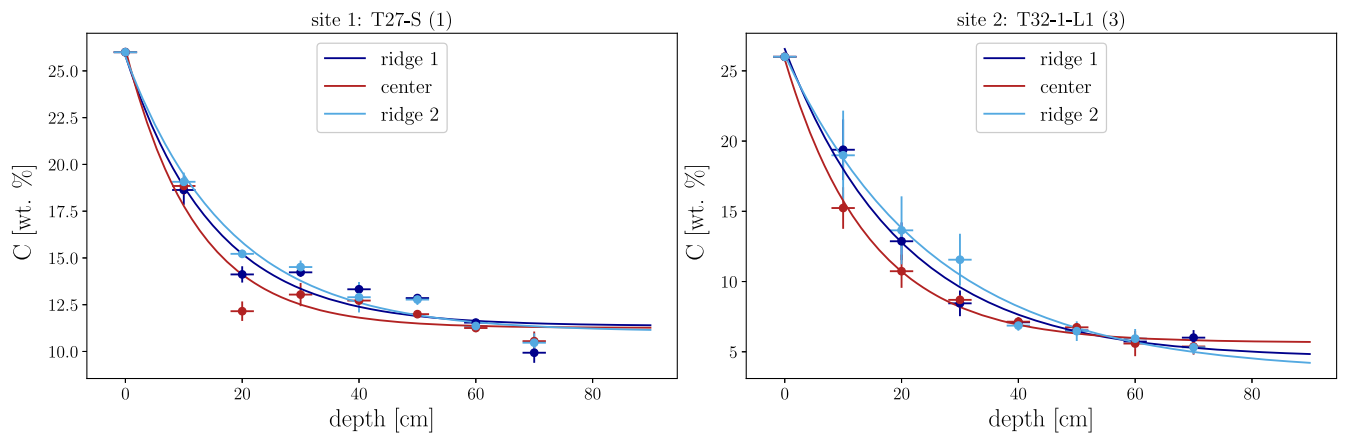 site 1: T27-S (1)
25.0
22.5
20.0
17.5
15.0
12.5
10.0
C [wt. %]
ridge 1
center
ridge 2
0
20
40
60
80
depth [cm]
site 2: T32-1-L1 (3)
25
20
15
10
5
C [wt. %]
ridge 1
center
ridge 2
0
20
40
60
80
depth [cm]